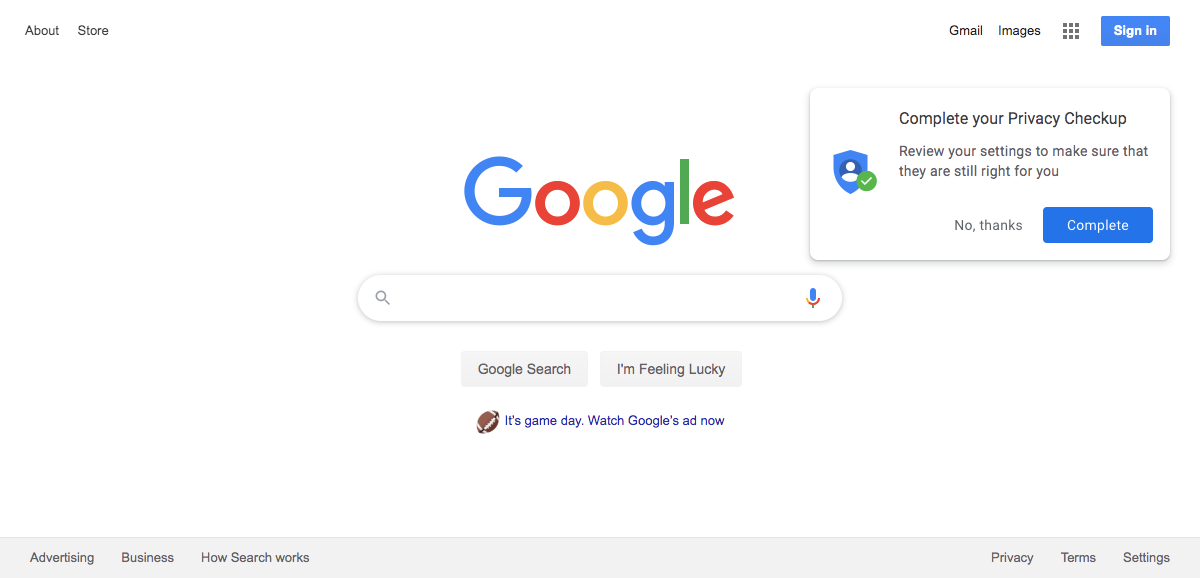 About Store
Gmail Images Sign in
Complete your Privacy Checkup
Review your settings to make sure that
they are still right for you
No, thanks Complete
Google
Google Search I'm Feeling Lucky
It's game day. Watch Google's ad now
Advertising Business How Search works
Privacy Terms Settings